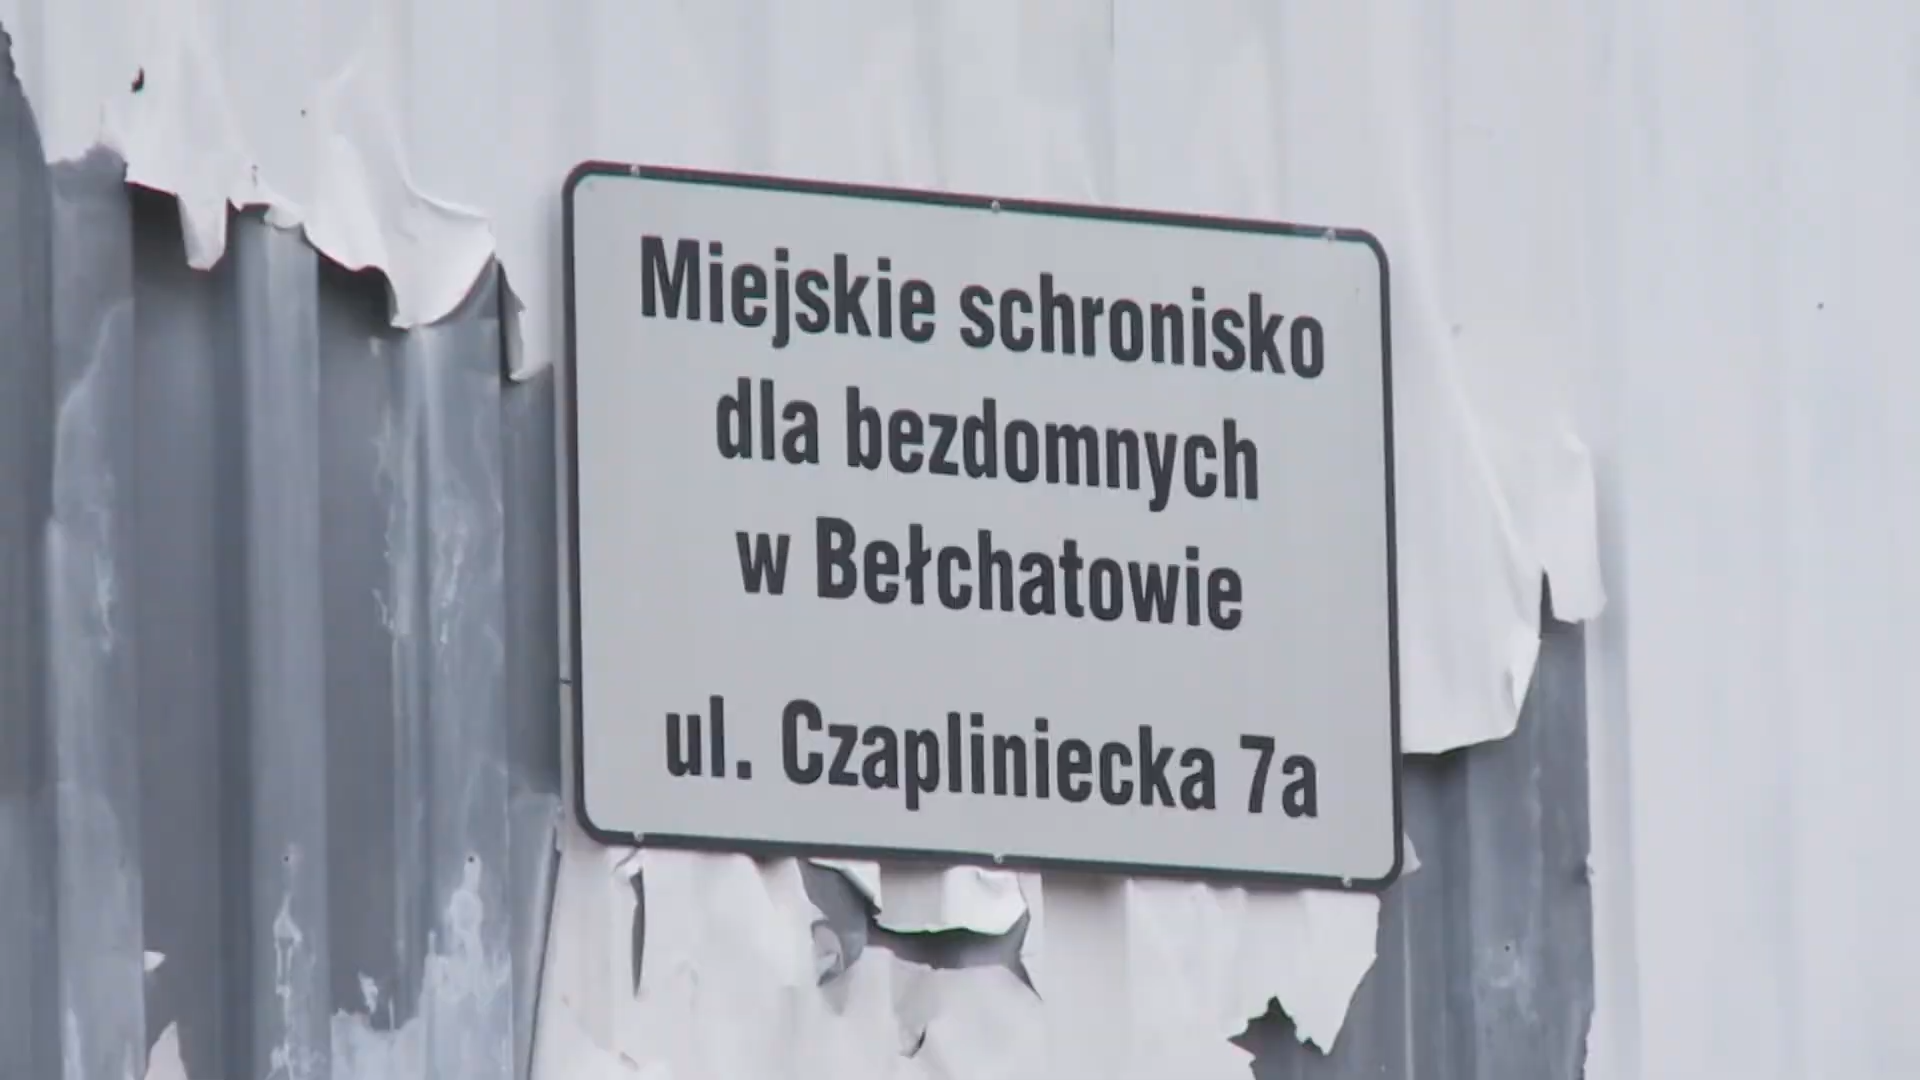 Miejskie schronisko
dla bezdomnych
w Bełchatowie
ul. Czapliniecka 7a